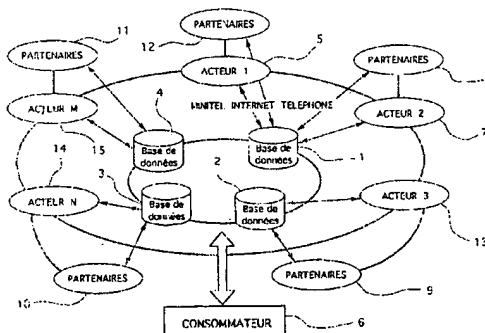 11
PARTENAIRES
12
PARTENAIRES
5
PARTENAIRES
ACTEUR 1
ACTEUR M
4
MINITEL INTERNET TELEPHONE
ACTEUR 2
7
14
15
Base de données
Base de données
1
3
2
ACTEUR N
Base de données
Base de données
ACTEUR 3
13
PARTENAIRES
10
PARTENAIRES
9
CONSOMMATEUR
6